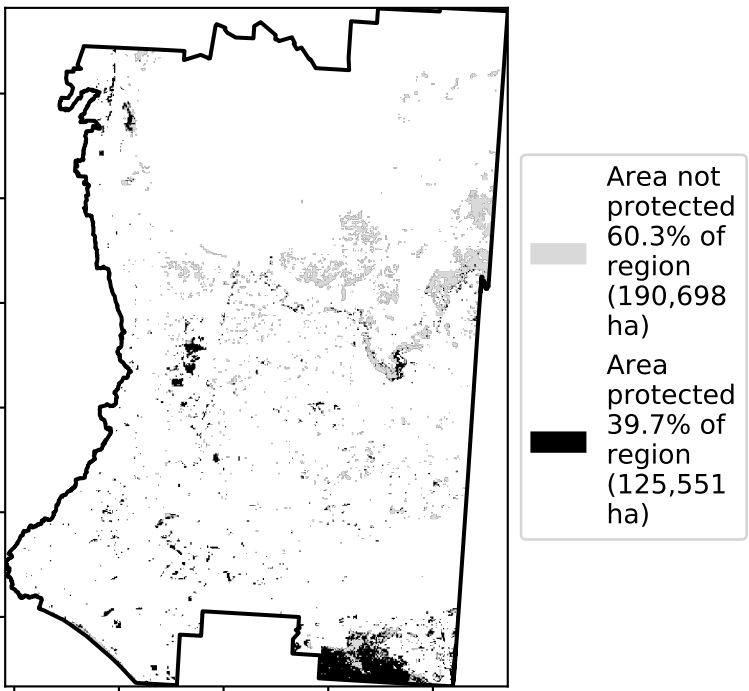 Area not
protected
60.3% of
region
(190,698
ha)
Area
protected
39.7% of
region
(125,551
ha)